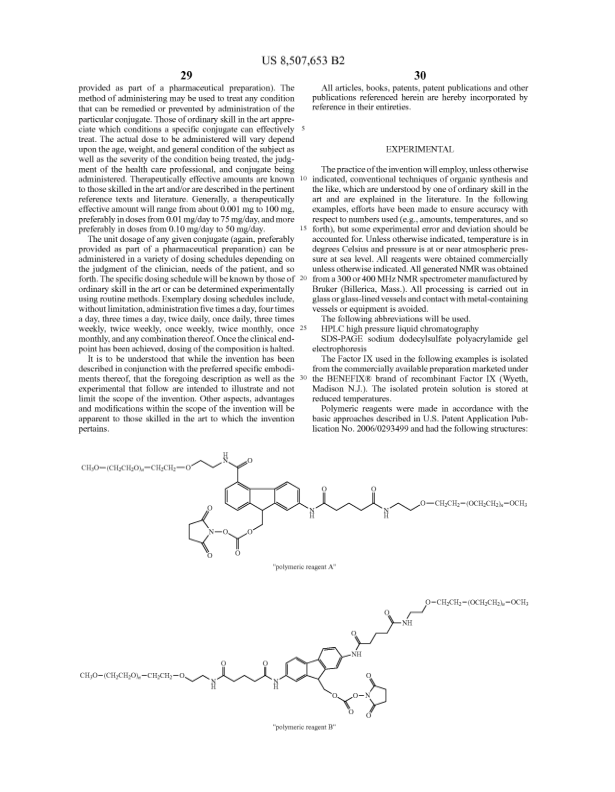 US 8,507,653 B2
29
provided as part of a pharmaceutical preparation). The
method of administering may be used to treat any condition
that can be remedied or prevented by administration of the
particular conjugate. Those of ordinary skill in the art appre-
ciate which conditions a specific conjugate can effectively
treat. The actual dose to be administered will vary depend
upon the age, weight, and general condition of the subject as
well as the severity of the condition being treated, the judg-
ment of the health care professional, and conjugate being
administered. Therapeutically effective amounts are known
to those skilled in the art and/or are described in the pertinent
reference texts and literature. Generally, a therapeutically
effective amount will range from about 0.001 mg to 100 mg,
preferably in doses from 0.01 mg/day to 75 mg/day, and more
preferably in doses from 0.10 mg/day to 50 mg/day.
The unit dosage of any given conjugate (again, preferably
provided as part of a pharmaceutical preparation) can be
administered in a variety of dosing schedules depending on
the judgment of the clinician, needs of the patient, and so
forth. The specific dosing schedule will be known by those of
ordinary skill in the art or can be determined experimentally
using routine methods. Exemplary dosing schedules include,
without limitation, administration five times a day, four times
a day, three times a day, twice daily, once daily, three times
weekly, twice weekly, once weekly, twice monthly, once
monthly, and any combination thereof. Once the clinical end-
point has been achieved, dosing of the composition is halted.
It is to be understood that while the invention has been
described in conjunction with the preferred specific embodi-
ments thereof, that the foregoing description as well as the
experimental that follow are intended to illustrate and not
limit the scope of the invention. Other aspects, advantages
and modifications within the scope of the invention will be
apparent to those skilled in the art to which the invention
pertains.
5
10
15
20
25
30
30
All articles, books, patents, patent publications and other
publications referenced herein are hereby incorporated by
reference in their entireties.
EXPERIMENTAL
The practice of the invention will employ, unless otherwise
indicated, conventional techniques of organic synthesis and
the like, which are understood by one of ordinary skill in the
art and are explained in the literature. In the following
examples, efforts have been made to ensure accuracy with
respect to numbers used (e.g., amounts, temperatures, and so
forth), but some experimental error and deviation should be
accounted for. Unless otherwise indicated, temperature is in
degrees Celsius and pressure is at or near atmospheric pres-
sure at sea level. All reagents were obtained commercially
unless otherwise indicated. All generated NMR was obtained
from a 300 or 400 MHz NMR spectrometer manufactured by
Bruker (Billerica, Mass.). All processing is carried out in
glass or glass-lined vessels and contact with metal-containing
vessels or equipment is avoided.
The following abbreviations will be used.
HPLC high pressure liquid chromatography
SDS-PAGE sodium dodecylsulfate polyacrylamide gel
electrophoresis
The Factor IX used in the following examples is isolated
from the commercially available preparation marketed under
the BENEFIX® brand of recombinant Factor IX (Wyeth,
Madison N.J.). The isolated protein solution is stored at
reduced temperatures.
Polymeric reagents were made in accordance with the
basic approaches described in U.S. Patent Application Pub-
lication No. 2006/0293499 and had the following structures:
CH₃O—(CH₂CH₂O)ₙ—CH₂CH₂—O
H
N
O
O
N
H
O
N
H
O—CH₂CH₂—(OCH₂CH₂)ₙ—OCH₃
O
N—O
O
O
O
"polymeric reagent A"
O—CH₂CH₂—(OCH₂CH₂)ₙ—OCH₃
O
NH
O
NH
CH₃O—(CH₂CH₂O)ₙ—CH₂CH₂—O
N
H
O
O
N
H
O
O
O—N
O
O
"polymeric reagent B"